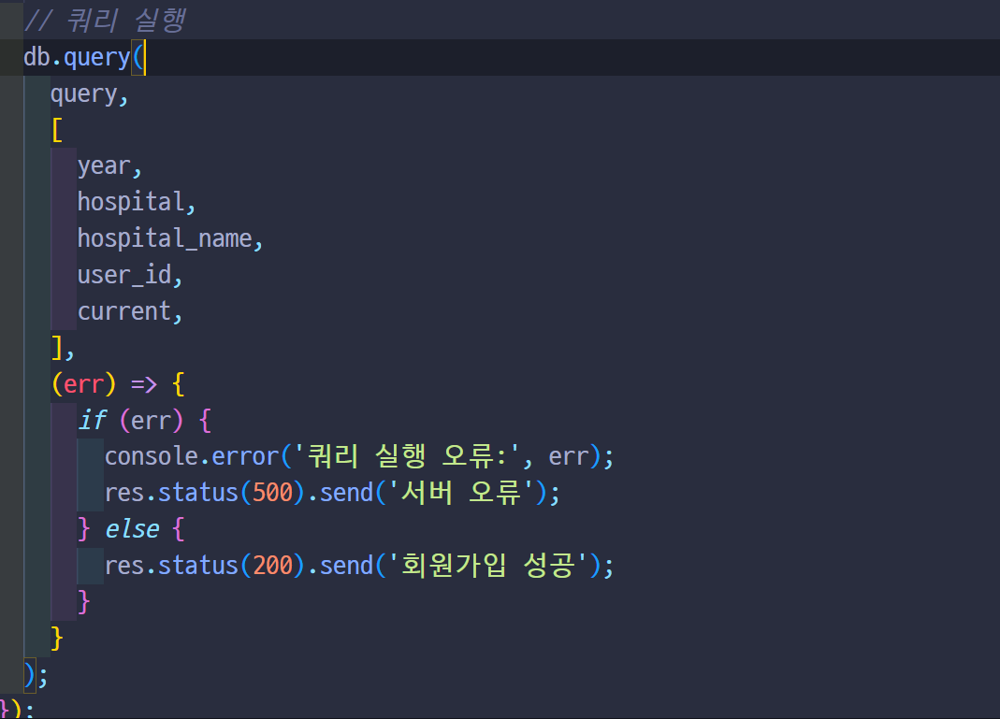 // 쿼리 실행
db.query(
query,
[
year,
hospital,
hospital_name,
user_id,
current,
],
(err) => {
if (err) {
console.error('쿼리 실행 오류:', err);
res.status(500).send('서버 오류');
} else {
res.status(200).send('회원가입 성공');
}
}
);
});